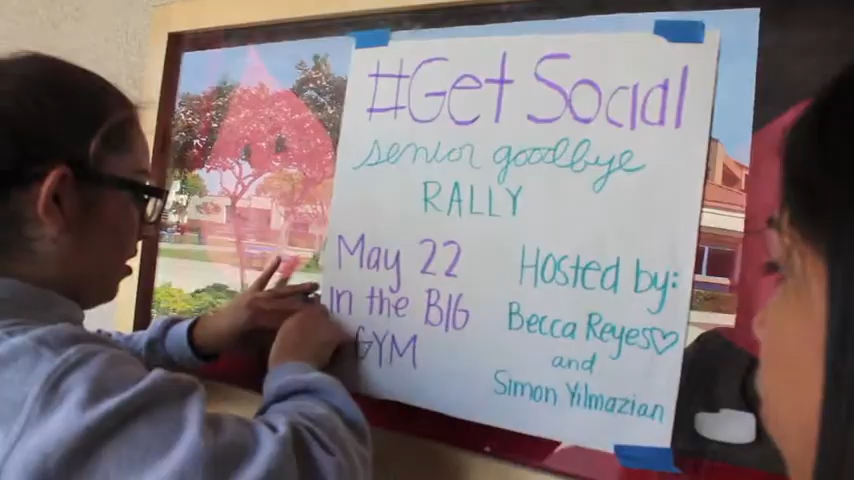 #Get Social
senior goodbye
RALLY
May 22
In the BIG
GYM
Hosted by:
Becca Reyes♡
and
Simon Yilmazian